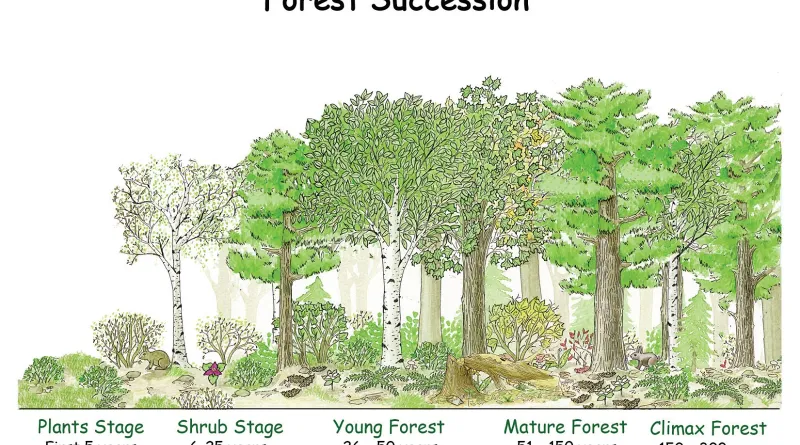 Forest Succession
Plants Stage Shrub Stage Young Forest Mature Forest Climax Forest
First 5 years 6-25 years 26 - 50 years 51 - 150 years 150 - 300